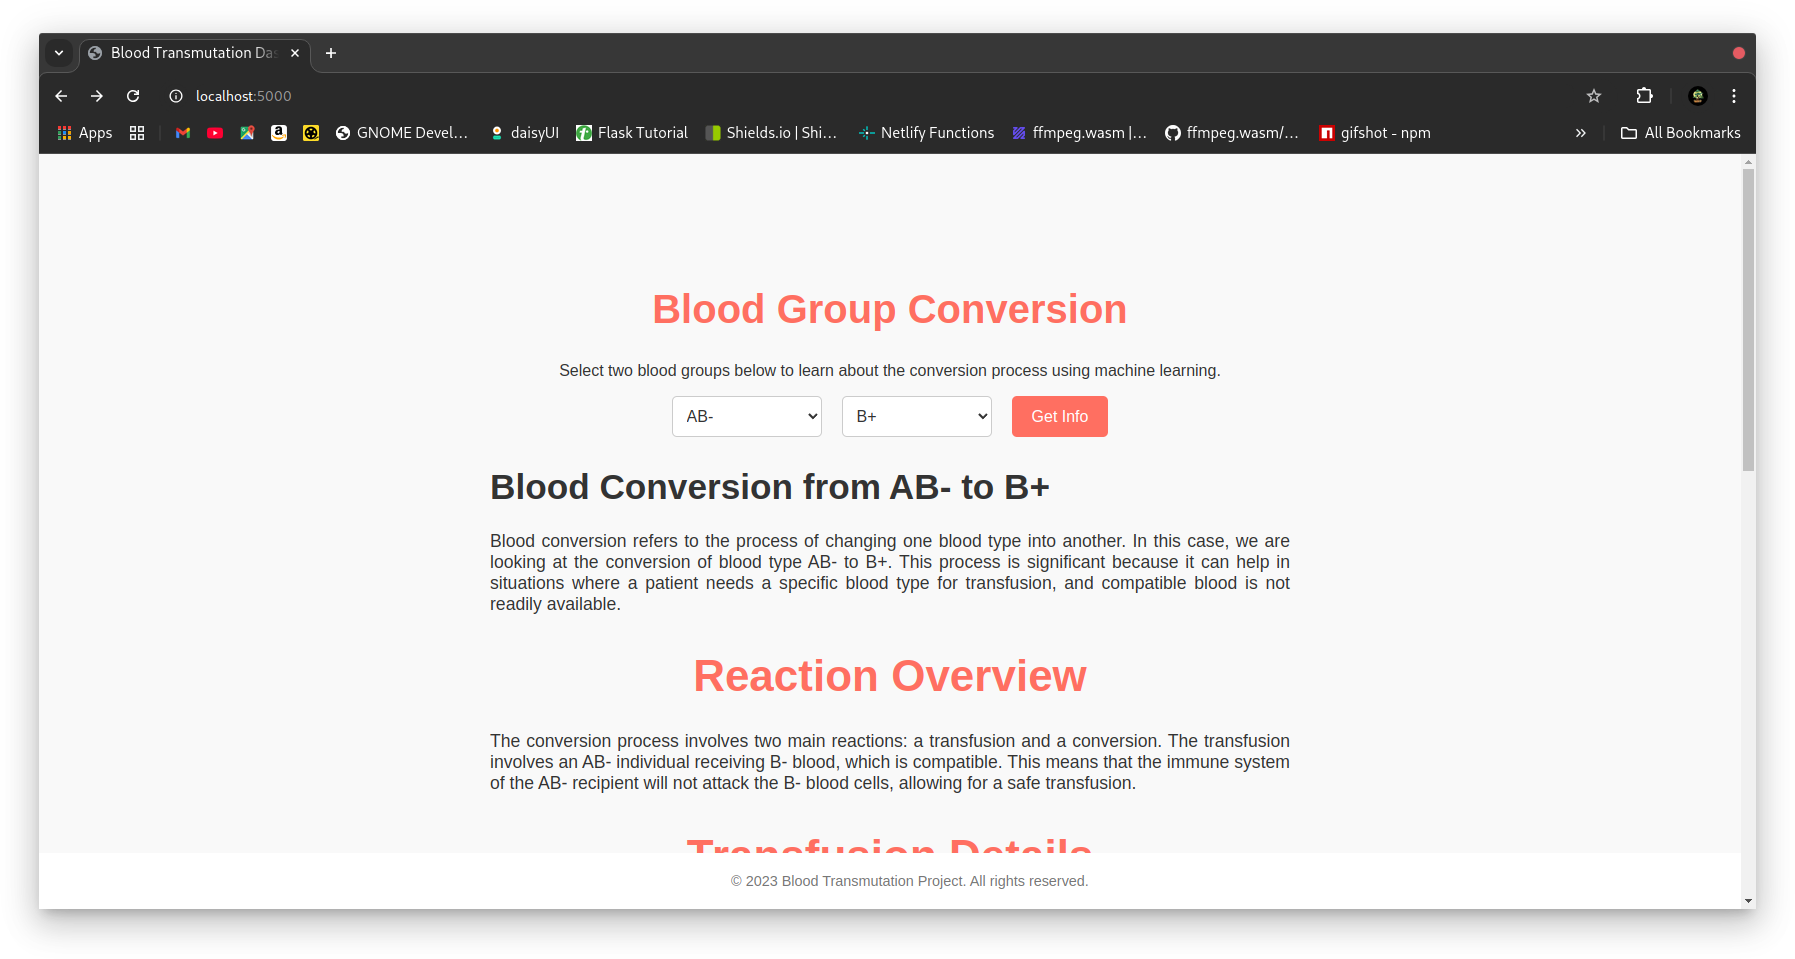 Blood Transmutation Da
localhost:5000
Apps
GNOME Devel...
daisyUI
Flask Tutorial
Shields.io | Shi...
Netlify Functions
ffmpeg.wasm |...
ffmpeg.wasm/...
gifshot - npm
All Bookmarks
Blood Group Conversion
Select two blood groups below to learn about the conversion process using machine learning.
AB-
B+
Get Info
Blood Conversion from AB- to B+
Blood conversion refers to the process of changing one blood type into another. In this case, we are
looking at the conversion of blood type AB- to B+. This process is significant because it can help in
situations where a patient needs a specific blood type for transfusion, and compatible blood is not
readily available.
Reaction Overview
The conversion process involves two main reactions: a transfusion and a conversion. The transfusion
involves an AB- individual receiving B- blood, which is compatible. This means that the immune system
of the AB- recipient will not attack the B- blood cells, allowing for a safe transfusion.
Transfusion Details
© 2023 Blood Transmutation Project. All rights reserved.